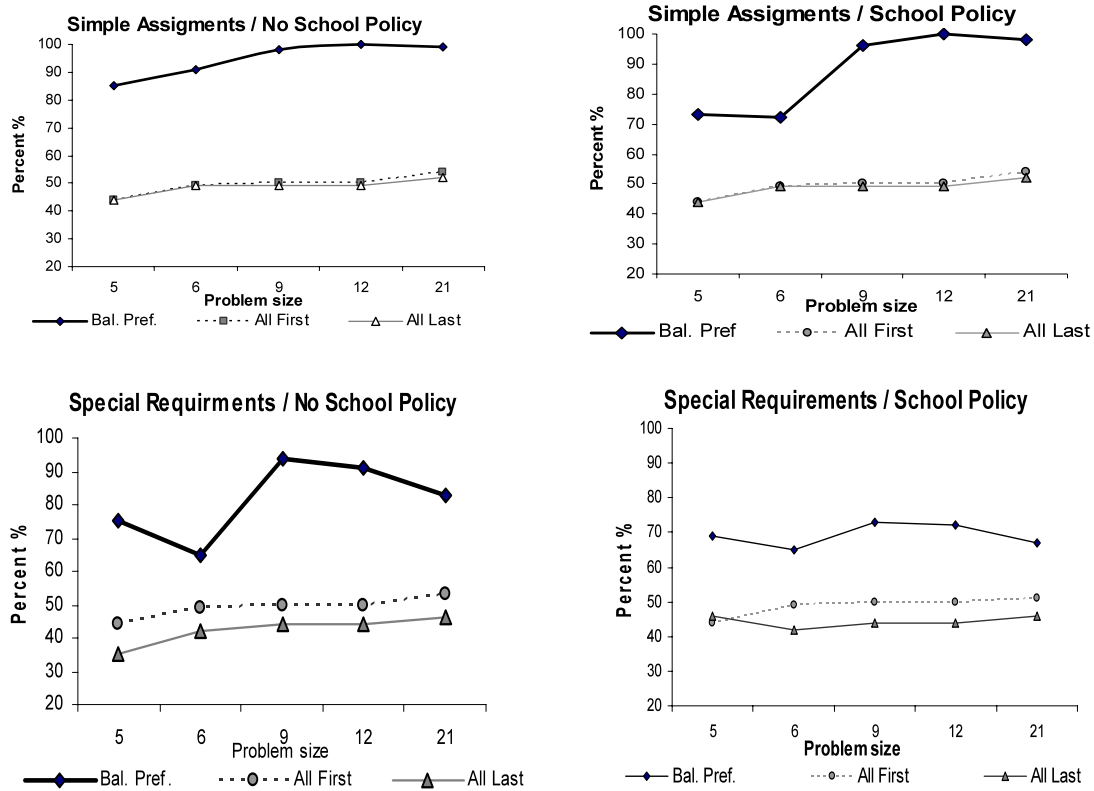 Simple Assigments / No School Policy
100
90
80
70
60
50
40
30
20
Percent %
5 6 9 12 21
Problem size
Bal. Pref. All First All Last
Simple Assigments / School Policy
100
90
80
70
60
50
40
30
20
Percent %
5 6 9 12 21
Problem size
Bal. Pref All First All Last
Special Requirments / No School Policy
100
90
80
70
60
50
40
30
20
Percent %
5 6 9 12 21
Problem size
Bal. Pref. All First All Last
Special Requirements / School Policy
100
90
80
70
60
50
40
30
20
Percent %
5 6 9 12 21
Problem size
Bal. Pref. All First All Last